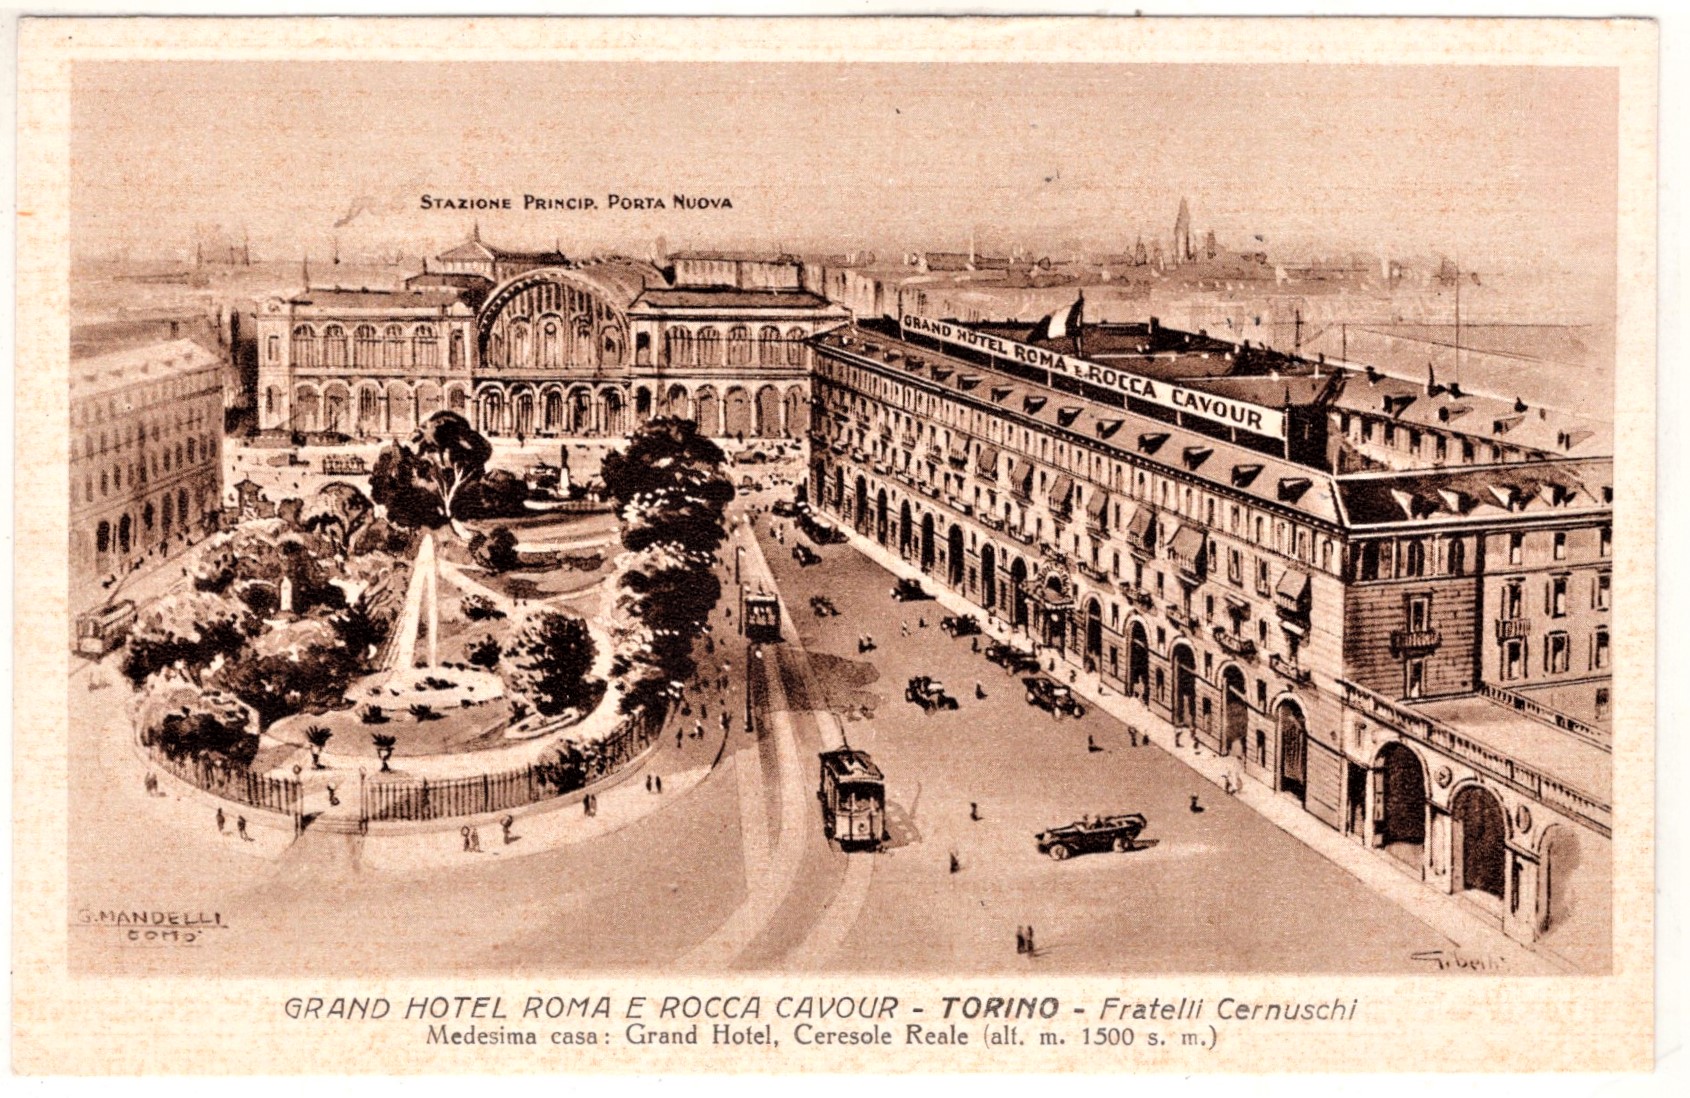 STAZIONE PRINCIP. PORTA NUOVA
GRAND HÔTEL ROMA E ROCCA CAVOUR
G. MANDELLI
COMO
GRAND HOTEL ROMA E ROCCA CAVOUR - TORINO - Fratelli Cernuschi
Medesima casa: Grand Hotel, Ceresole Reale (alt. m. 1500 s. m.)